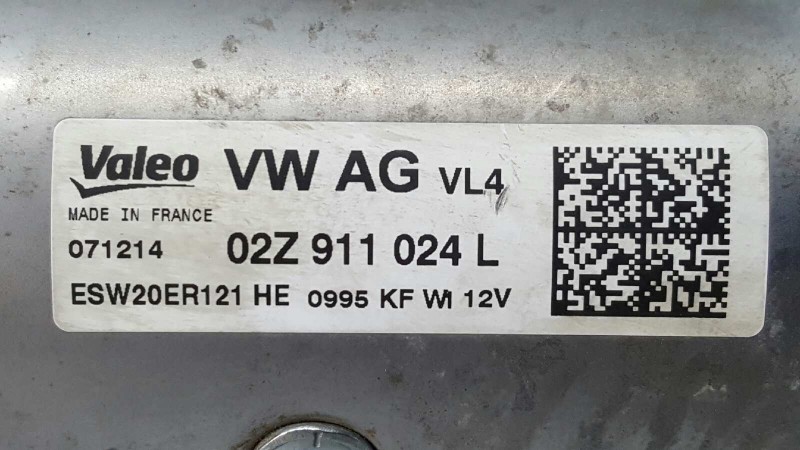 Valeo VW AG VL4
MADE IN FRANCE
071214 02Z 911 024 L
ESW20ER121 HE 0995 KF WI 12V